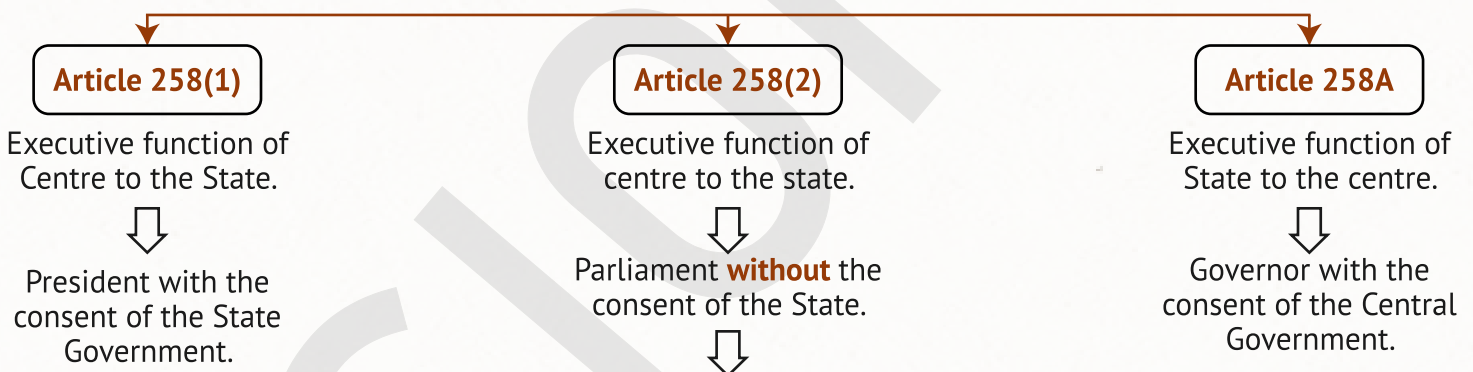 Article 258(1)
Executive function of
Centre to the State.
President with the
consent of the State
Government.
Article 258(2)
Executive function of
centre to the state.
Parliament without the
consent of the State.
Article 258A
Executive function of
State to the centre.
Governor with the
consent of the Central
Government.